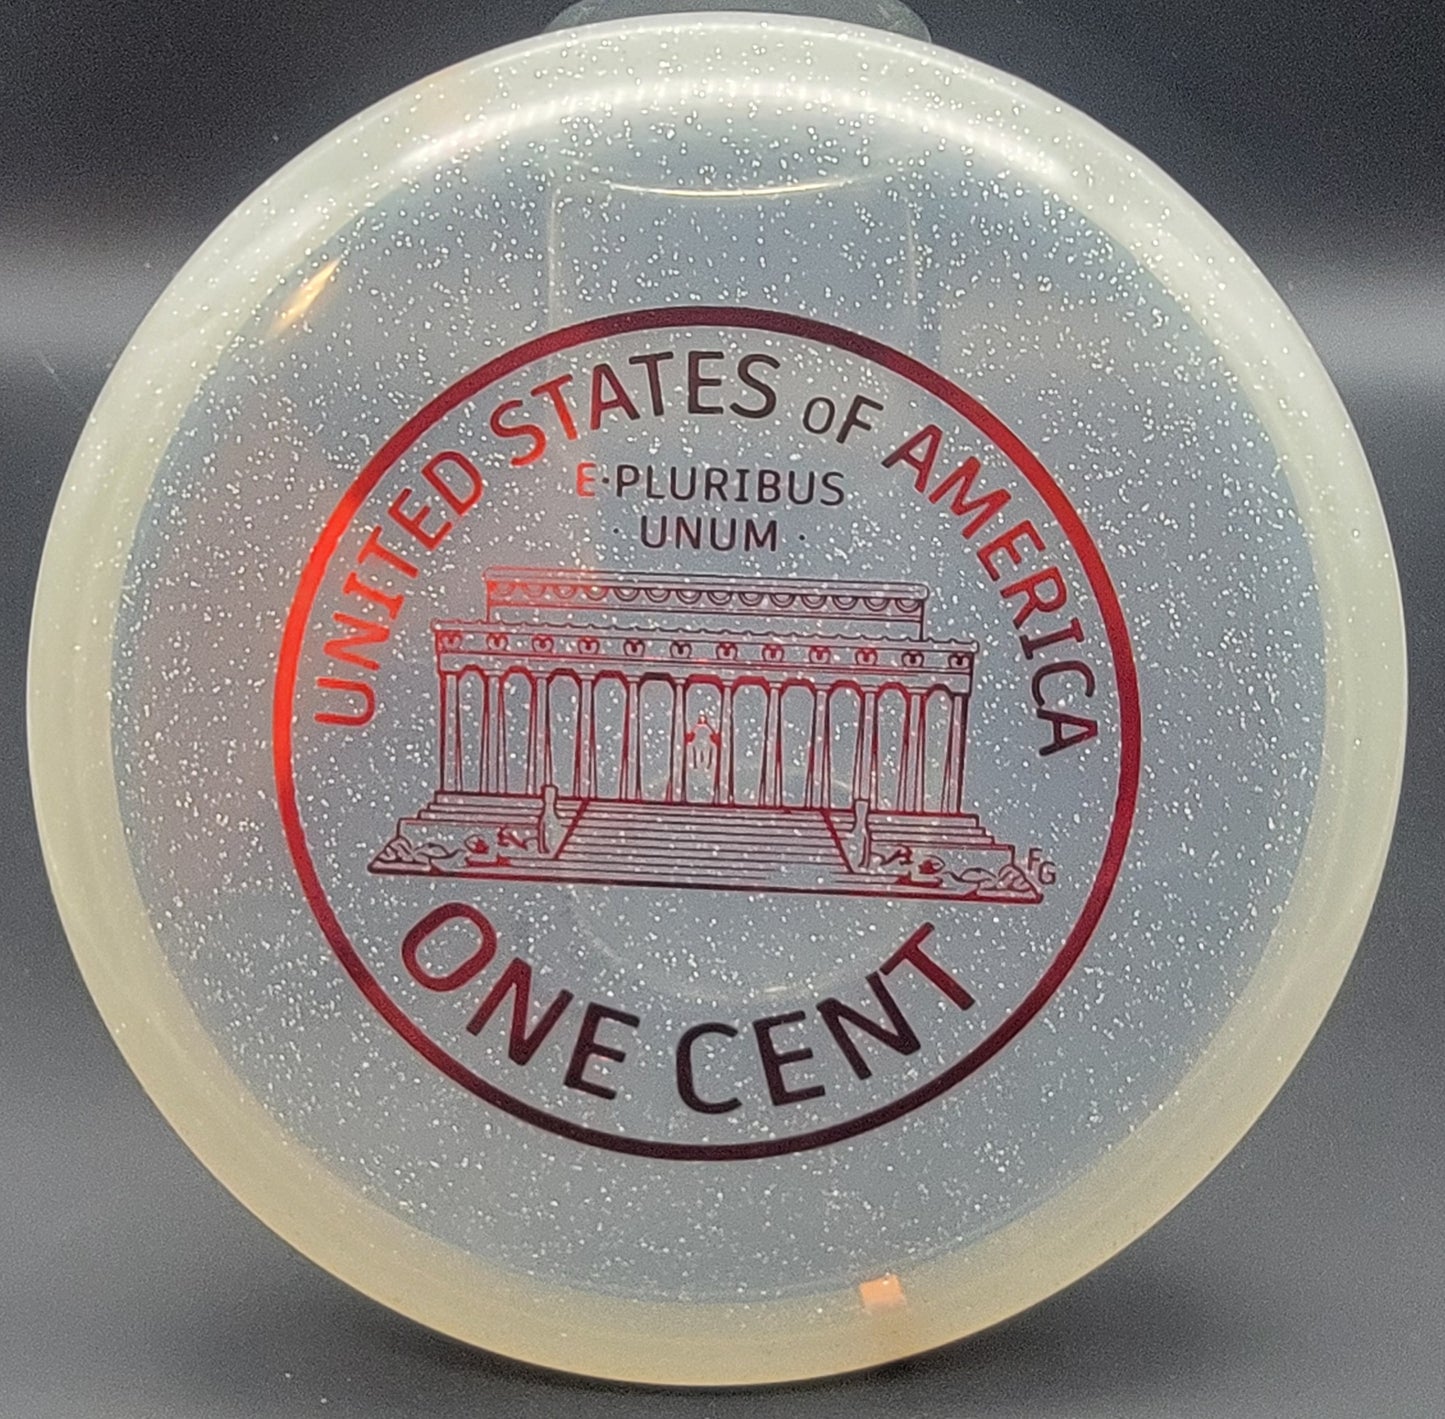 UNITED STATES OF AMERICA
E·PLURIBUS
· UNUM ·
FG
ONE CENT